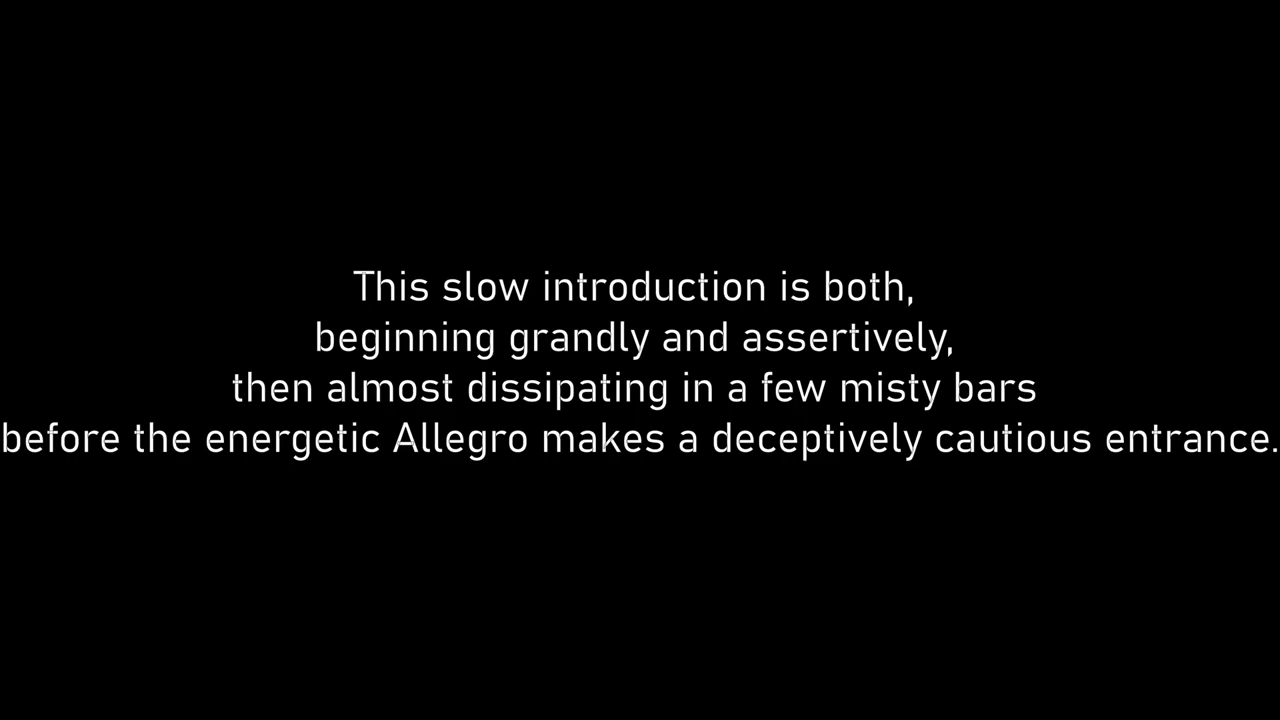 This slow introduction is both,
beginning grandly and assertively,
then almost dissipating in a few misty bars
before the energetic Allegro makes a deceptively cautious entrance.